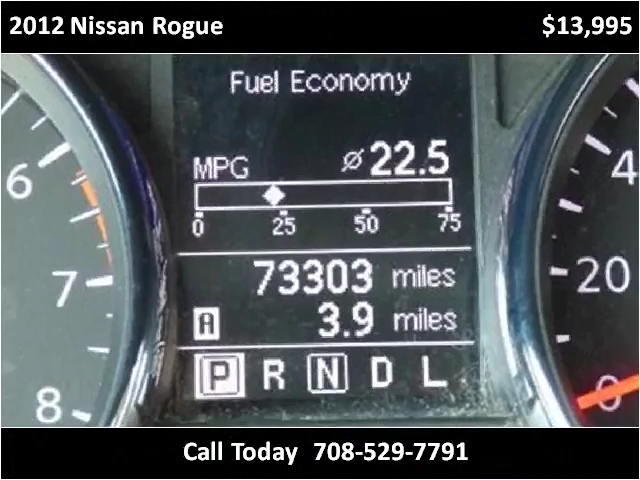 2012 Nissan Rogue $13,995
Fuel Economy
MPG ⌀ 22.5
0 25 50 75
73303 miles
A 3.9 miles
P R N D L
6
7
8
4
20
0
Call Today 708-529-7791